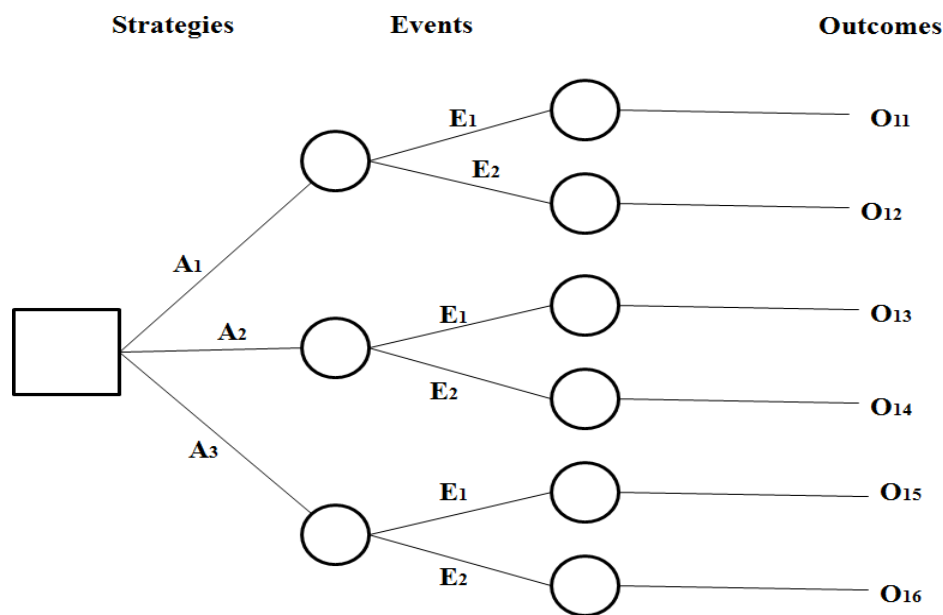 Strategies Events Outcomes
E₁ O₁₁
E₂ O₁₂
A₁
E₁ O₁₃
A₂
E₂ O₁₄
A₃
E₁ O₁₅
E₂ O₁₆